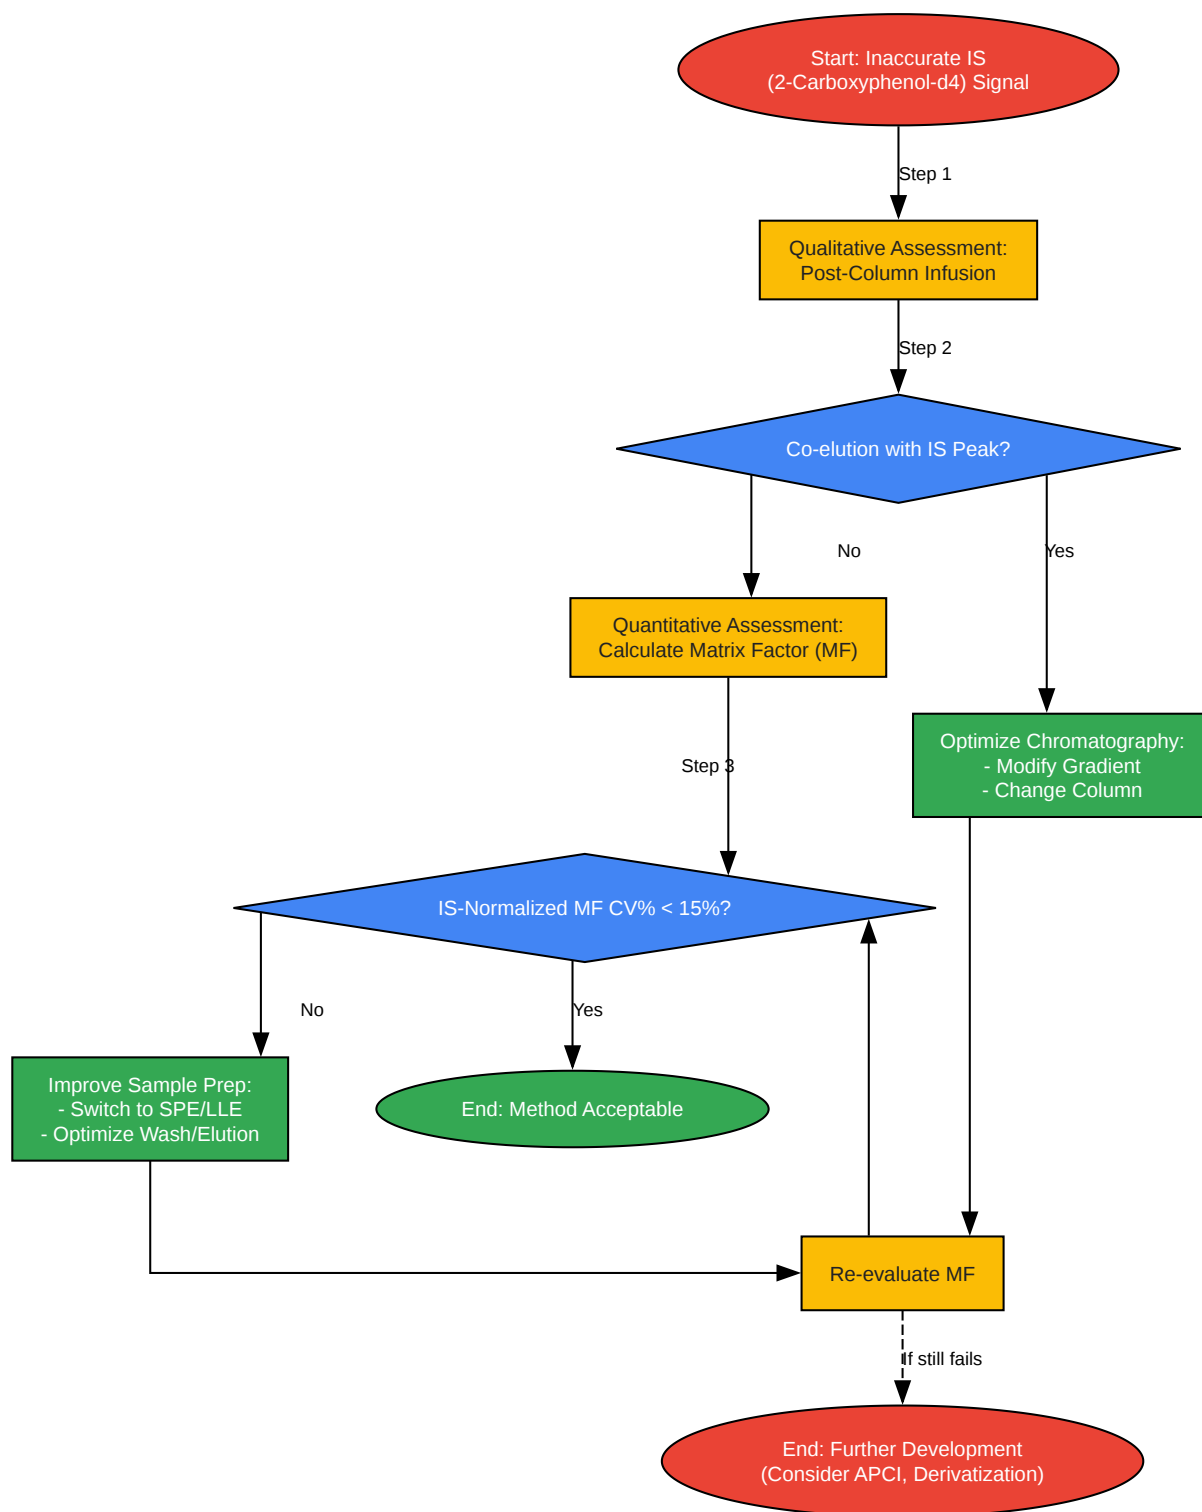 Start: Inaccurate IS
(2-Carboxyphenol-d4) Signal
Step 1
Qualitative Assessment:
Post-Column Infusion
Step 2
Co-elution with IS Peak?
No
Yes
Quantitative Assessment:
Calculate Matrix Factor (MF)
Step 3
Optimize Chromatography:
- Modify Gradient
- Change Column
IS-Normalized MF CV% < 15%?
No
Yes
Improve Sample Prep:
- Switch to SPE/LLE
- Optimize Wash/Elution
End: Method Acceptable
Re-evaluate MF
If still fails
End: Further Development
(Consider APCI, Derivatization)